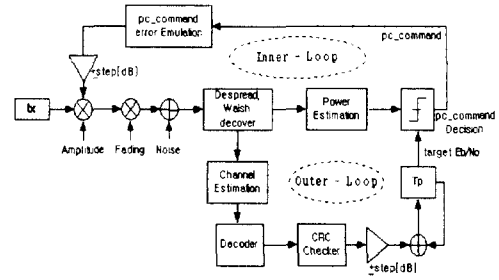 pc_command
error Emulation
pc_command
Inner - Loop
+step[dB]
tx
Despread,
Walsh
decover
Power
Estimation
pc_command
Decision
Amplitude
Fading
Noise
target Eb/No
Channel
Estimation
Outer - Loop
Tp
Decoder
CRC
Checker
+step[dB]